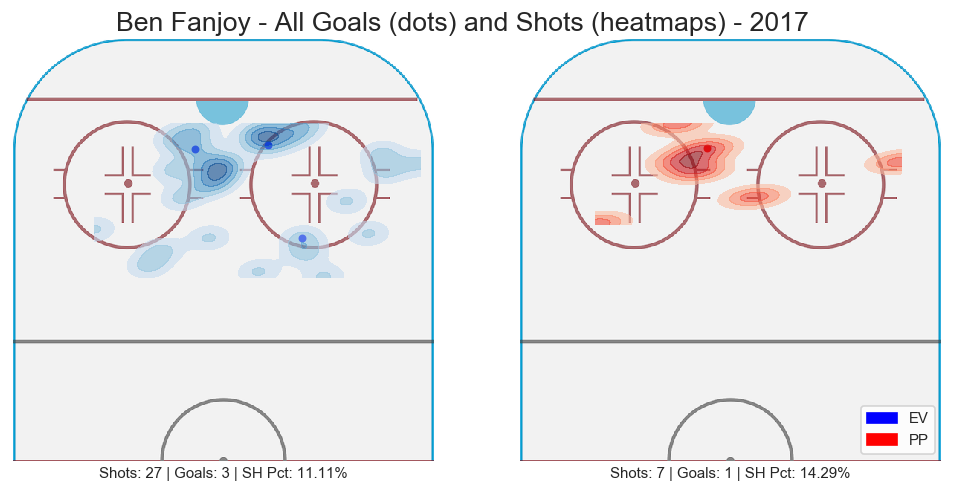 Ben Fanjoy - All Goals (dots) and Shots (heatmaps) - 2017
EV
PP
Shots: 27 | Goals: 3 | SH Pct: 11.11%
Shots: 7 | Goals: 1 | SH Pct: 14.29%